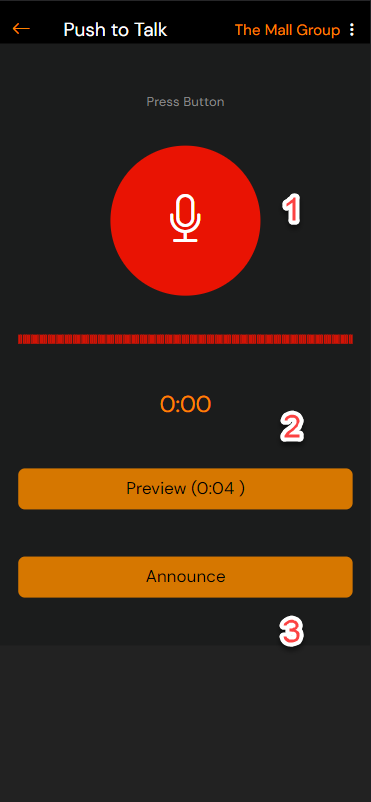 Push to Talk The Mall Group
Press Button
1
0:00
2
Preview (0:04 )
Announce
3